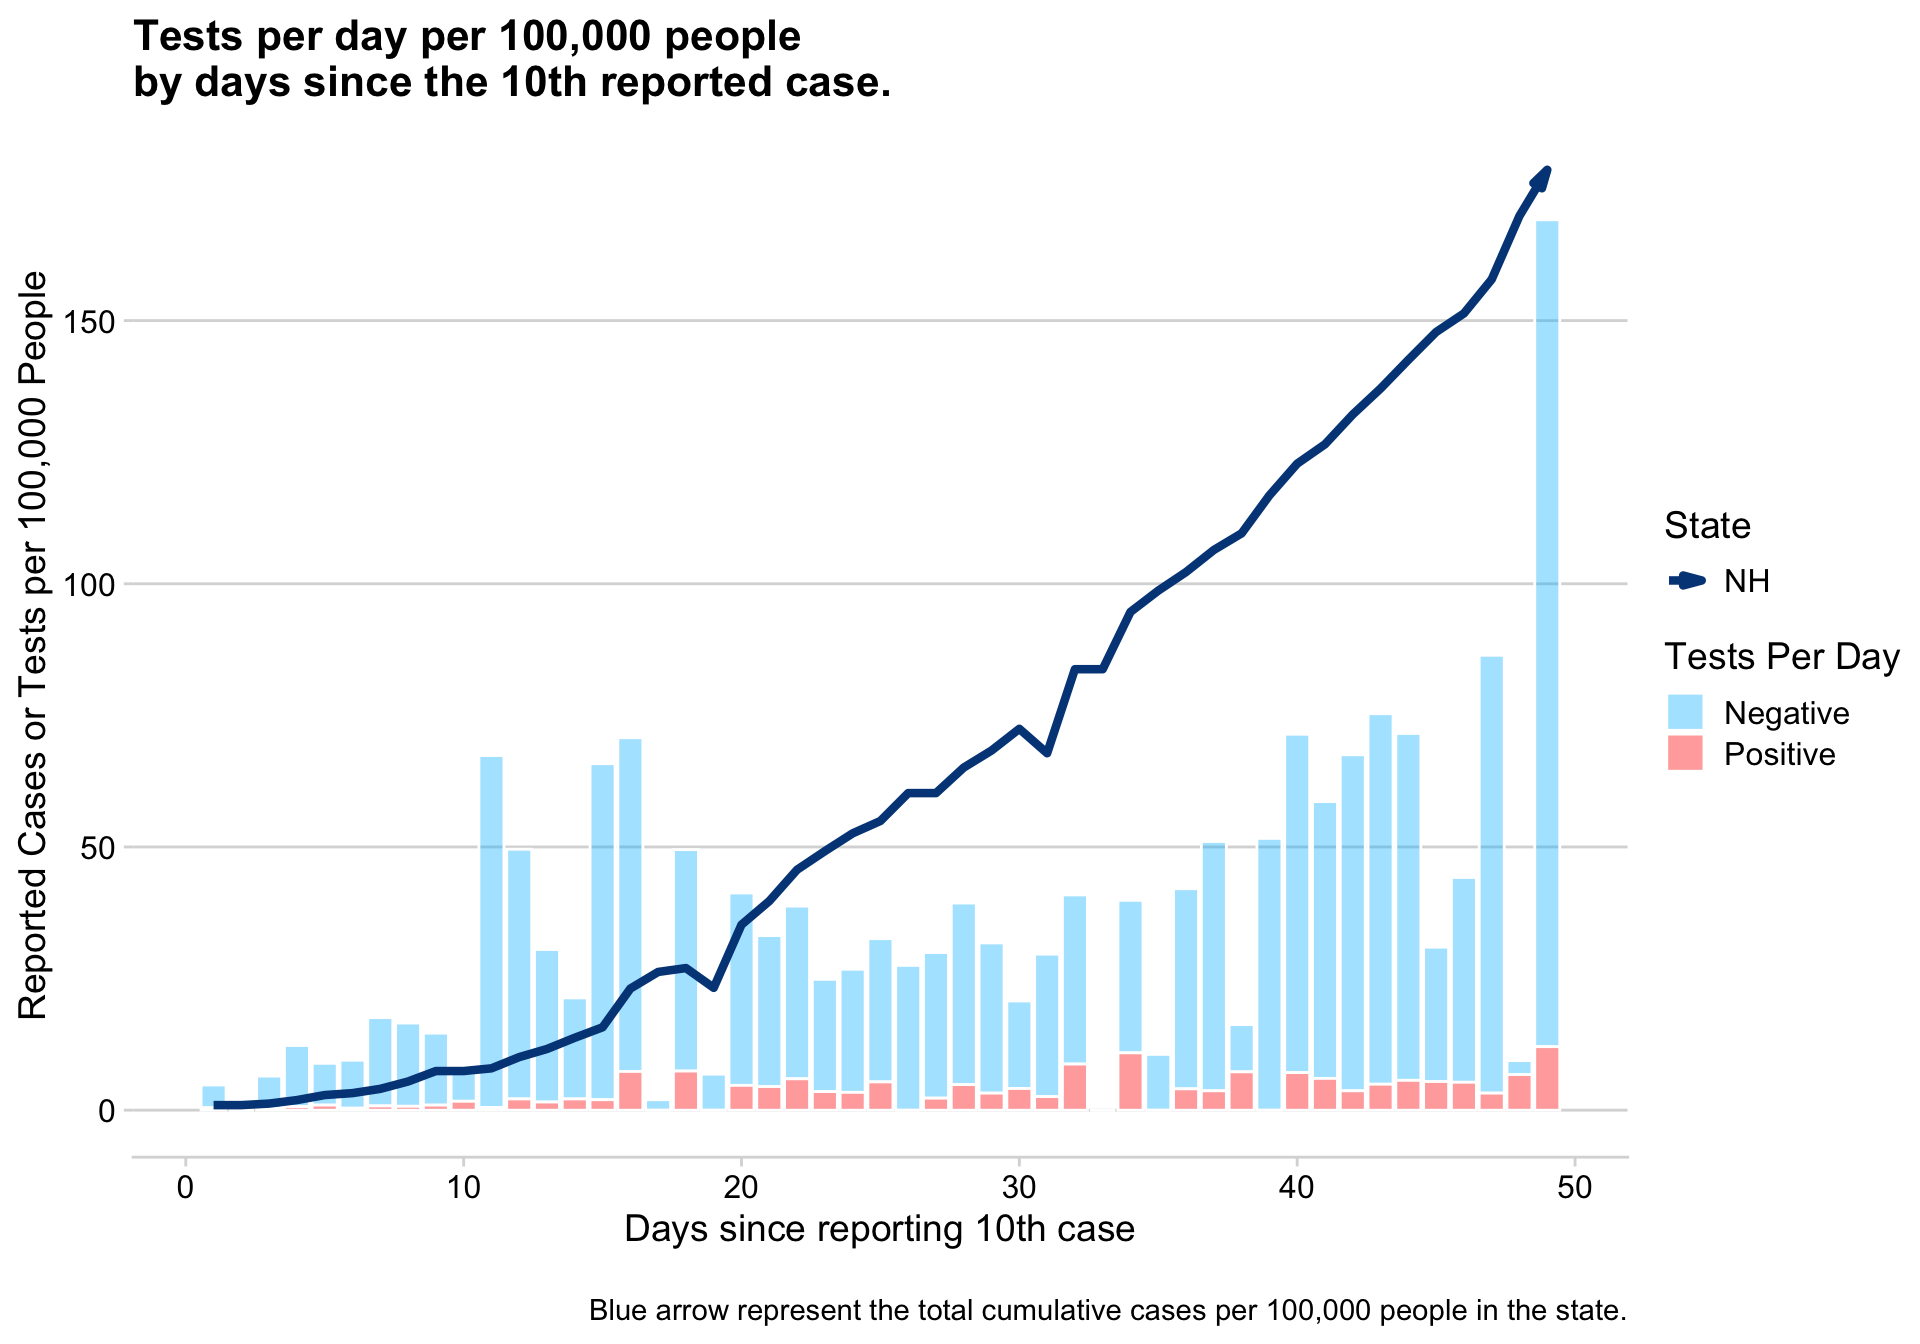 Tests per day per 100,000 people
by days since the 10th reported case.
Reported Cases or Tests per 100,000 People
150
100
50
0
0
10
20
30
40
50
Days since reporting 10th case
State
NH
Tests Per Day
Negative
Positive
Blue arrow represent the total cumulative cases per 100,000 people in the state.